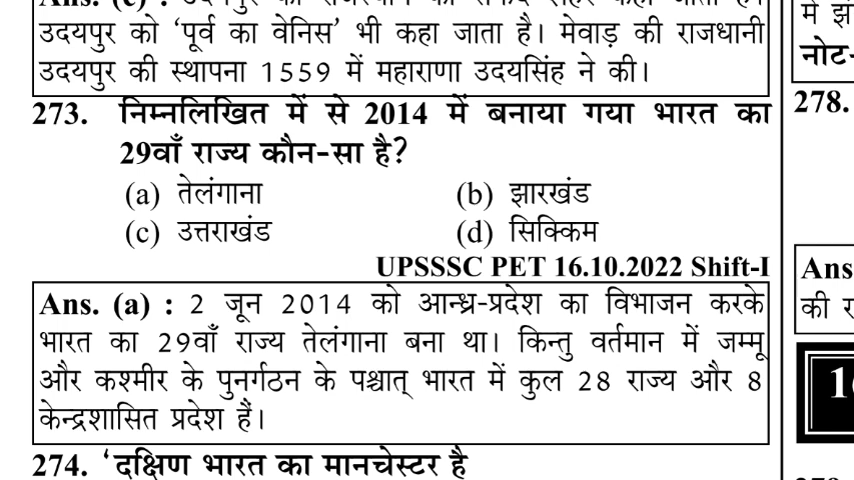 उदयपुर को ‘पूर्व का वेनिस’ भी कहा जाता है। मेवाड़ की राजधानी
उदयपुर की स्थापना 1559 में महाराणा उदयसिंह ने की।
273. निम्नलिखित में से 2014 में बनाया गया भारत का
29वाँ राज्य कौन-सा है?
(a) तेलंगाना (b) झारखंड
(c) उत्तराखंड (d) सिक्किम
UPSSSC PET 16.10.2022 Shift-I
Ans. (a) : 2 जून 2014 को आन्ध्र-प्रदेश का विभाजन करके
भारत का 29वाँ राज्य तेलंगाना बना था। किन्तु वर्तमान में जम्मू
और कश्मीर के पुनर्गठन के पश्चात् भारत में कुल 28 राज्य और 8
केन्द्रशासित प्रदेश हैं।
274. ‘दक्षिण भारत का मानचेस्टर है
में
नोट-
278.
Ans
की